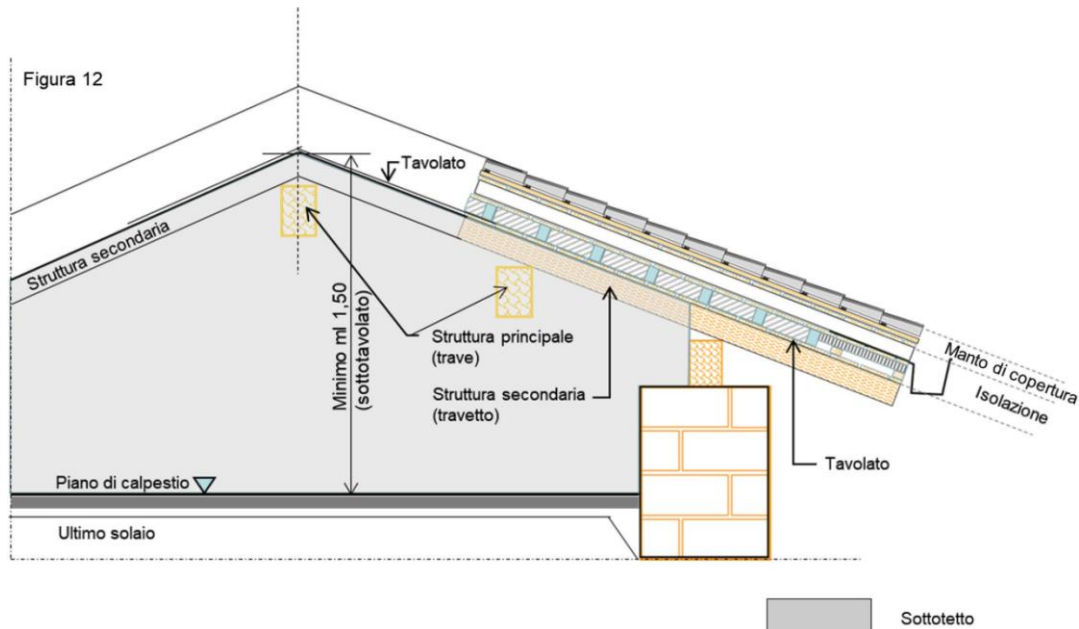 Figura 12
Tavolato
Struttura secondaria
Minimo ml 1,50
(sottotavolato)
Struttura principale
(trave)
Struttura secondaria
(travetto)
Manto di copertura
Isolazione
Tavolato
Piano di calpestio
Ultimo solaio
Sottotetto